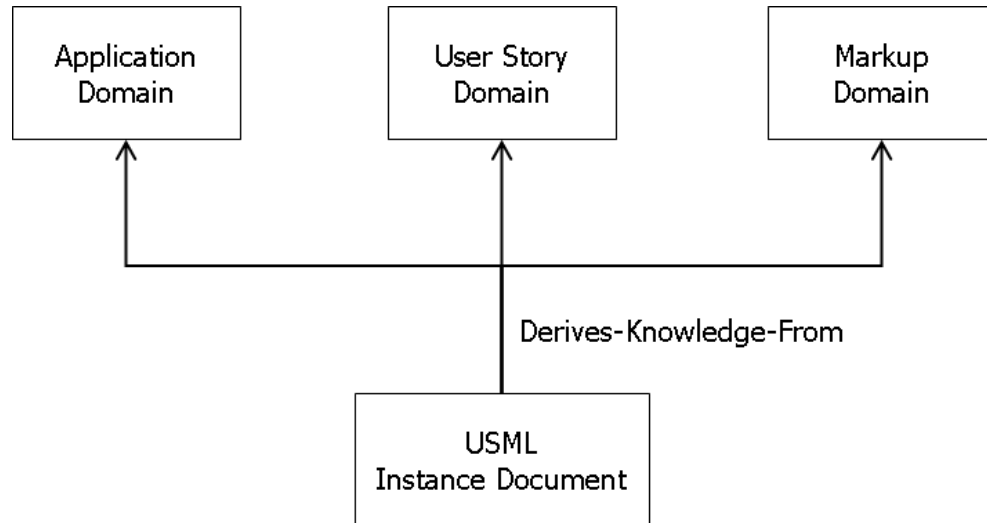 Application
Domain
User Story
Domain
Markup
Domain
Derives-Knowledge-From
USML
Instance Document